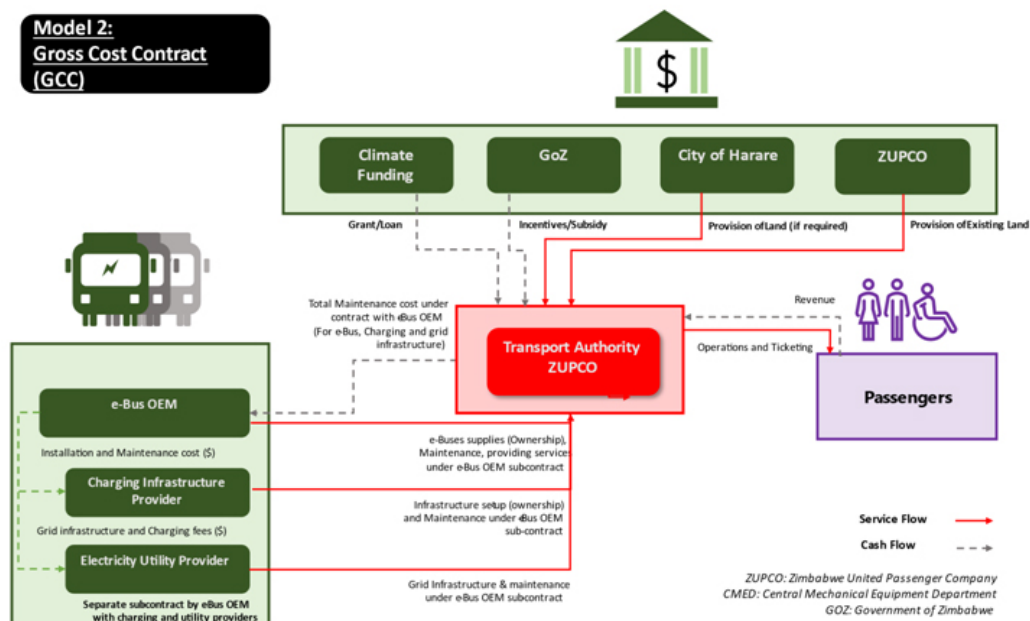 Model 2:
Gross Cost Contract
(GCC)
$
Climate
Funding
GoZ
City of Harare
ZUPCO
Grant/Loan
Incentives/Subsidy
Provision of Land (if required)
Provision of Existing Land
Total Maintenance cost under
contract with eBus OEM
(For e-Bus, Charging and grid
infrastructure)
Revenue
Transport Authority
ZUPCO
Operations and Ticketing
Passengers
e-Bus OEM
Installation and Maintenance cost ($)
e-Buses supplies (Ownership),
Maintenance, providing services
under e-Bus OEM subcontract
Charging Infrastructure
Provider
Grid infrastructure and Charging fees ($)
Infrastructure setup (ownership)
and Maintenance under eBus OEM
sub-contract
Electricity Utility Provider
Grid Infrastructure & maintenance
under eBus OEM subcontract
Separate subcontract by eBus OEM
with charging and utility providers
Service Flow
Cash Flow
ZUPCO: Zimbabwe United Passenger Company
CMED: Central Mechanical Equipment Department
GOZ: Government of Zimbabwe